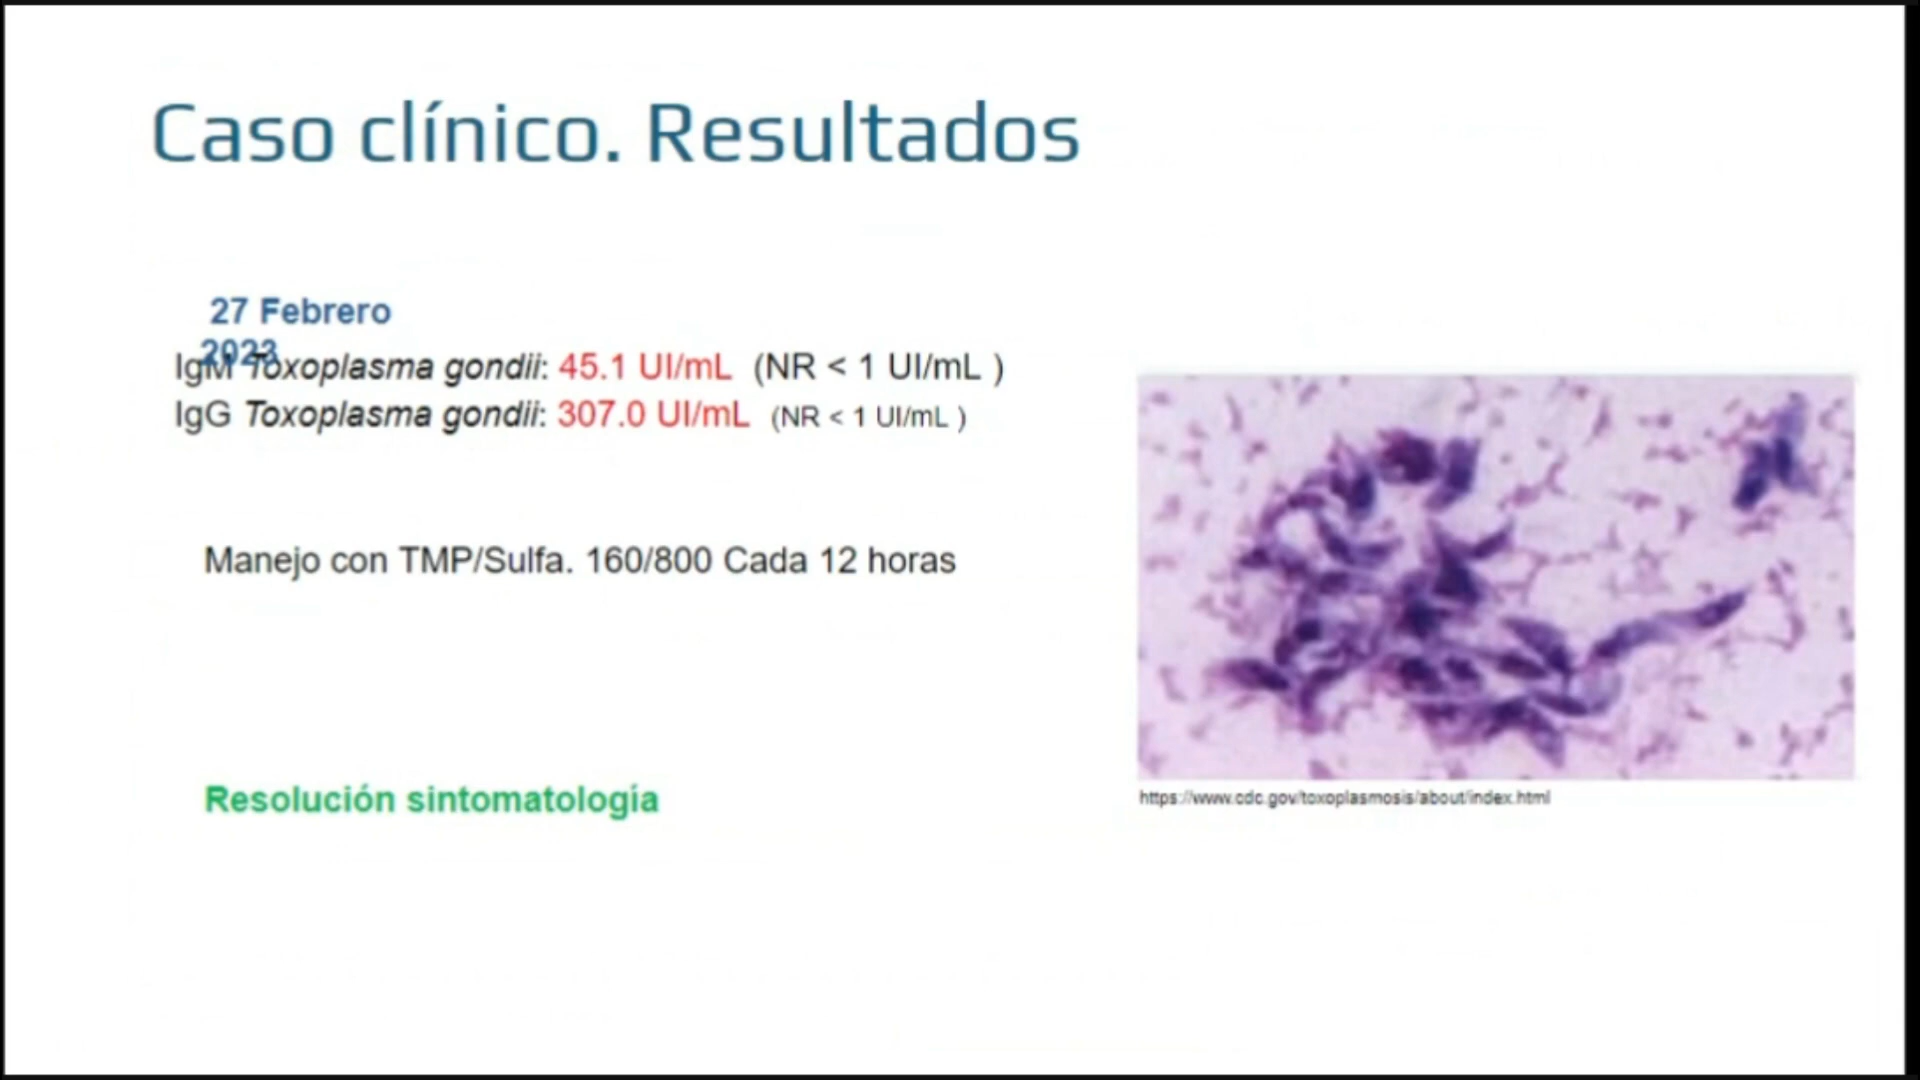 Caso clínico. Resultados
27 Febrero
2023
IgM Toxoplasma gondii: 45.1 UI/mL (NR < 1 UI/mL )
IgG Toxoplasma gondii: 307.0 UI/mL (NR < 1 UI/mL )
Manejo con TMP/Sulfa. 160/800 Cada 12 horas
Resolución sintomatología
https://www.cdc.gov/toxoplasmosis/about/index.html